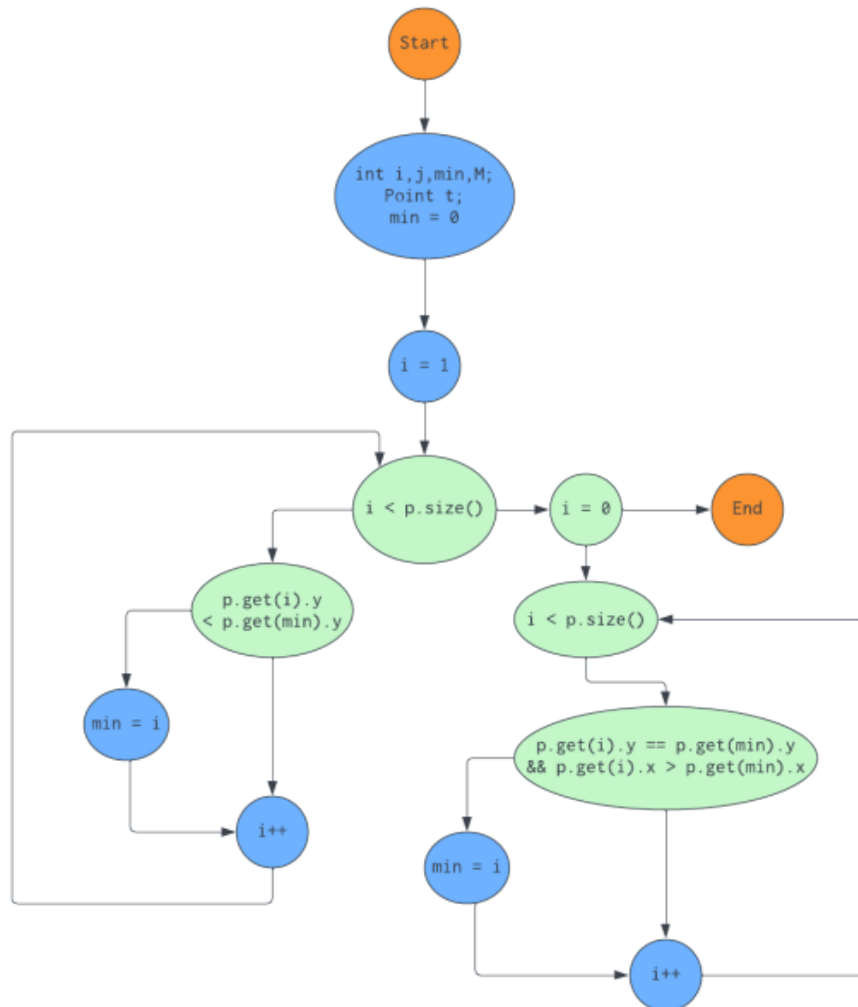 Start
int i,j,min,M;
Point t;
min = 0
i = 1
i < p.size()
i = 0
End
p.get(i).y
< p.get(min).y
i < p.size()
min = i
p.get(i).y == p.get(min).y
&& p.get(i).x > p.get(min).x
i++
min = i
i++